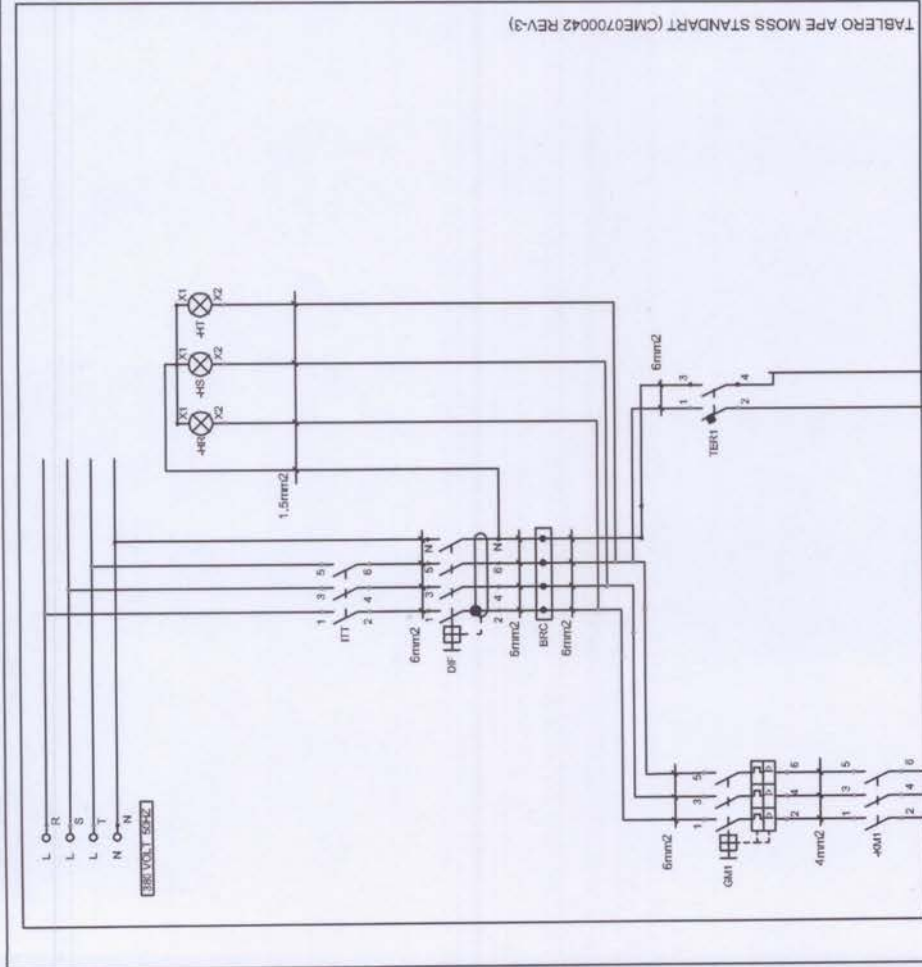 TABLERO APE MOSS STANDART (CME0700042 REV-3)
L R
L S
L T
N N
380 VOLT 50HZ
X1 X1 X1
-HR -HS -HT
X2 X2 X2
1.5mm2
1 3 5
ITT
2 4 6
6mm2
1 3 5 N
DIF
2 4 6 N
6mm2
BRC
6mm2
6mm2
1 3
TER1
2 4
6mm2
1 3 5
GM1
2 4 6
4mm2
1 3 5
-KM1
2 4 6